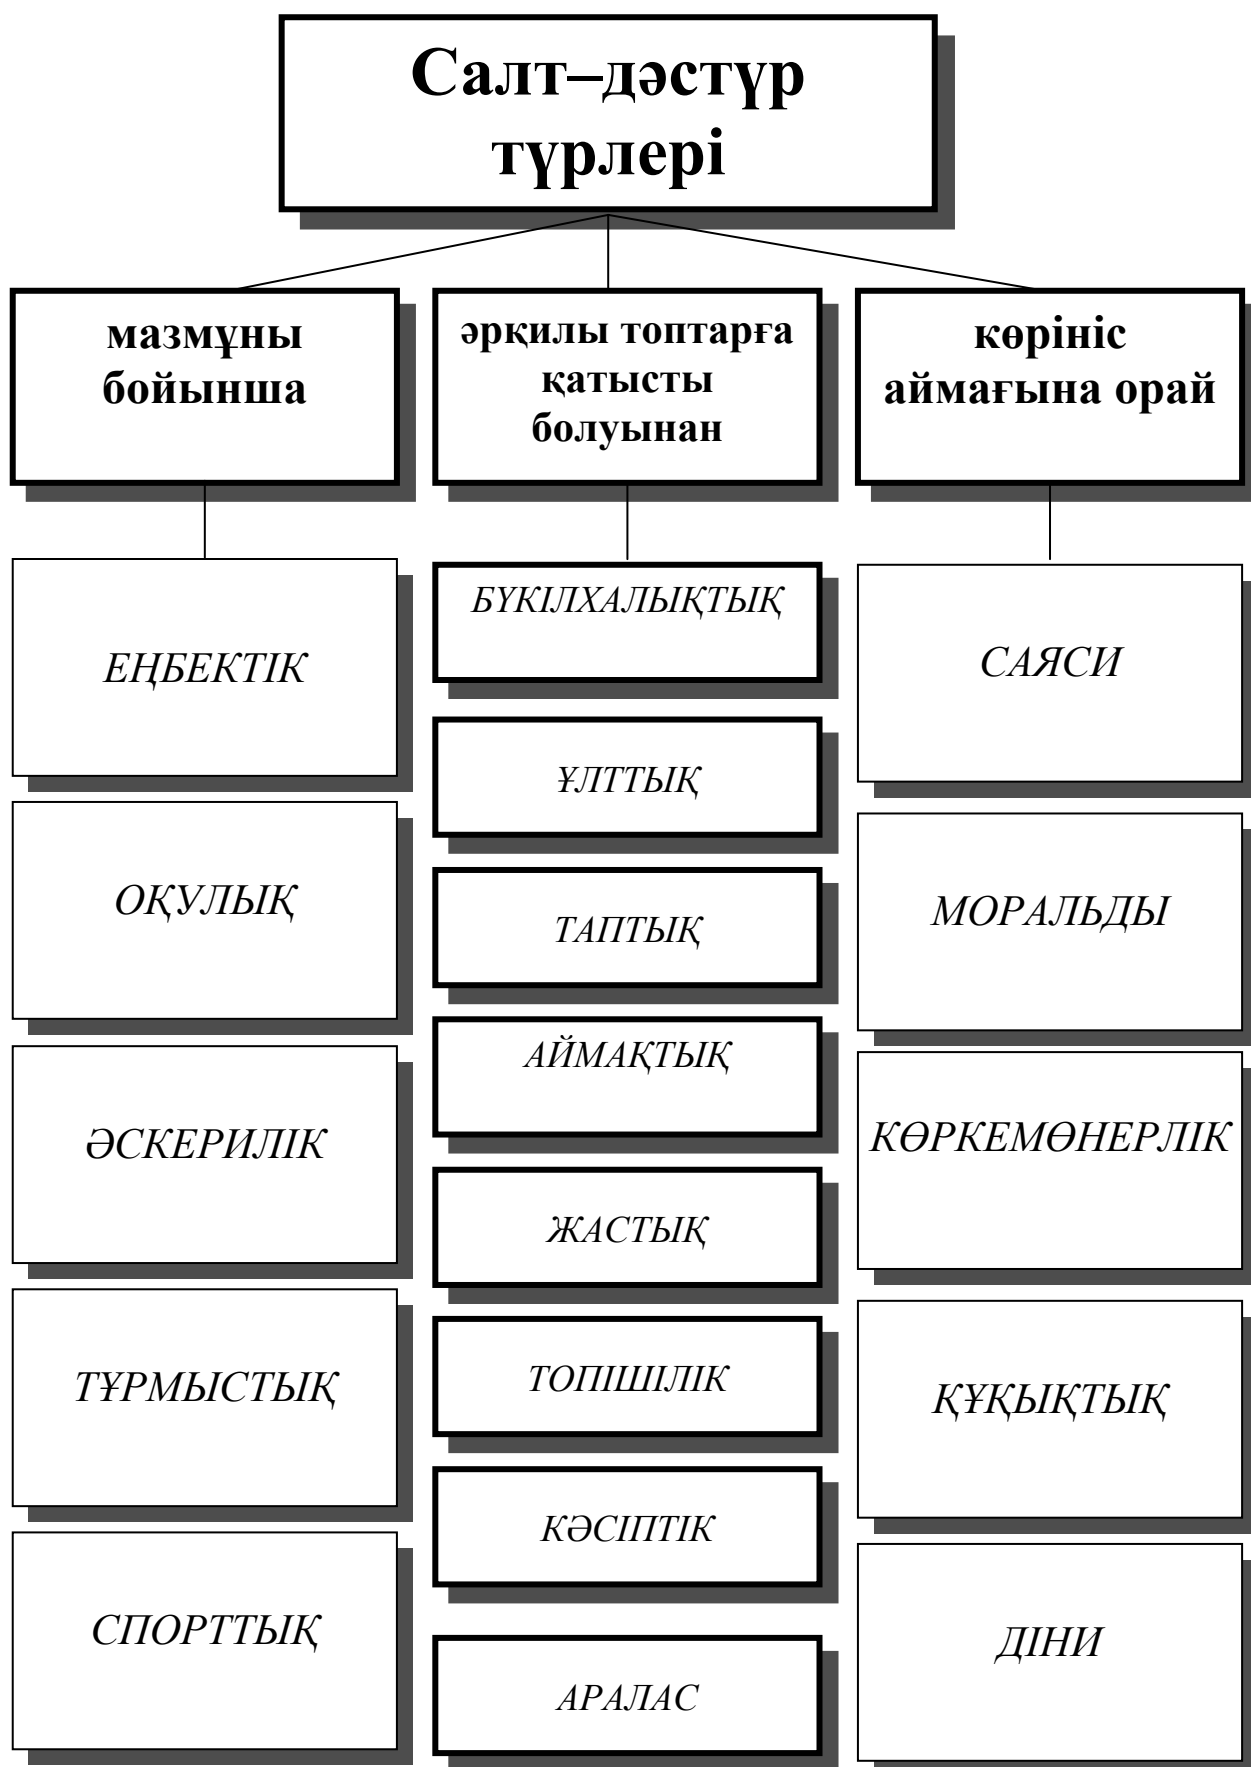 Салт–дәстүр
түрлері
мазмұны
бойынша
ЕҢБЕКТІК
ОҚУЛЫҚ
ӘСКЕРИЛІК
ТҰРМЫСТЫҚ
СПОРТТЫҚ
әрқилы топтарға
қатысты
болуынан
БҮКІЛХАЛЫҚТЫҚ
ҰЛТТЫҚ
ТАПТЫҚ
АЙМАҚТЫҚ
ЖАСТЫҚ
ТОПІШІЛІК
КӘСІПТІК
АРАЛАС
көрініс
аймағына орай
САЯСИ
МОРАЛЬДЫ
КӨРКЕМӨНЕРЛІК
ҚҰҚЫҚТЫҚ
ДІНИ